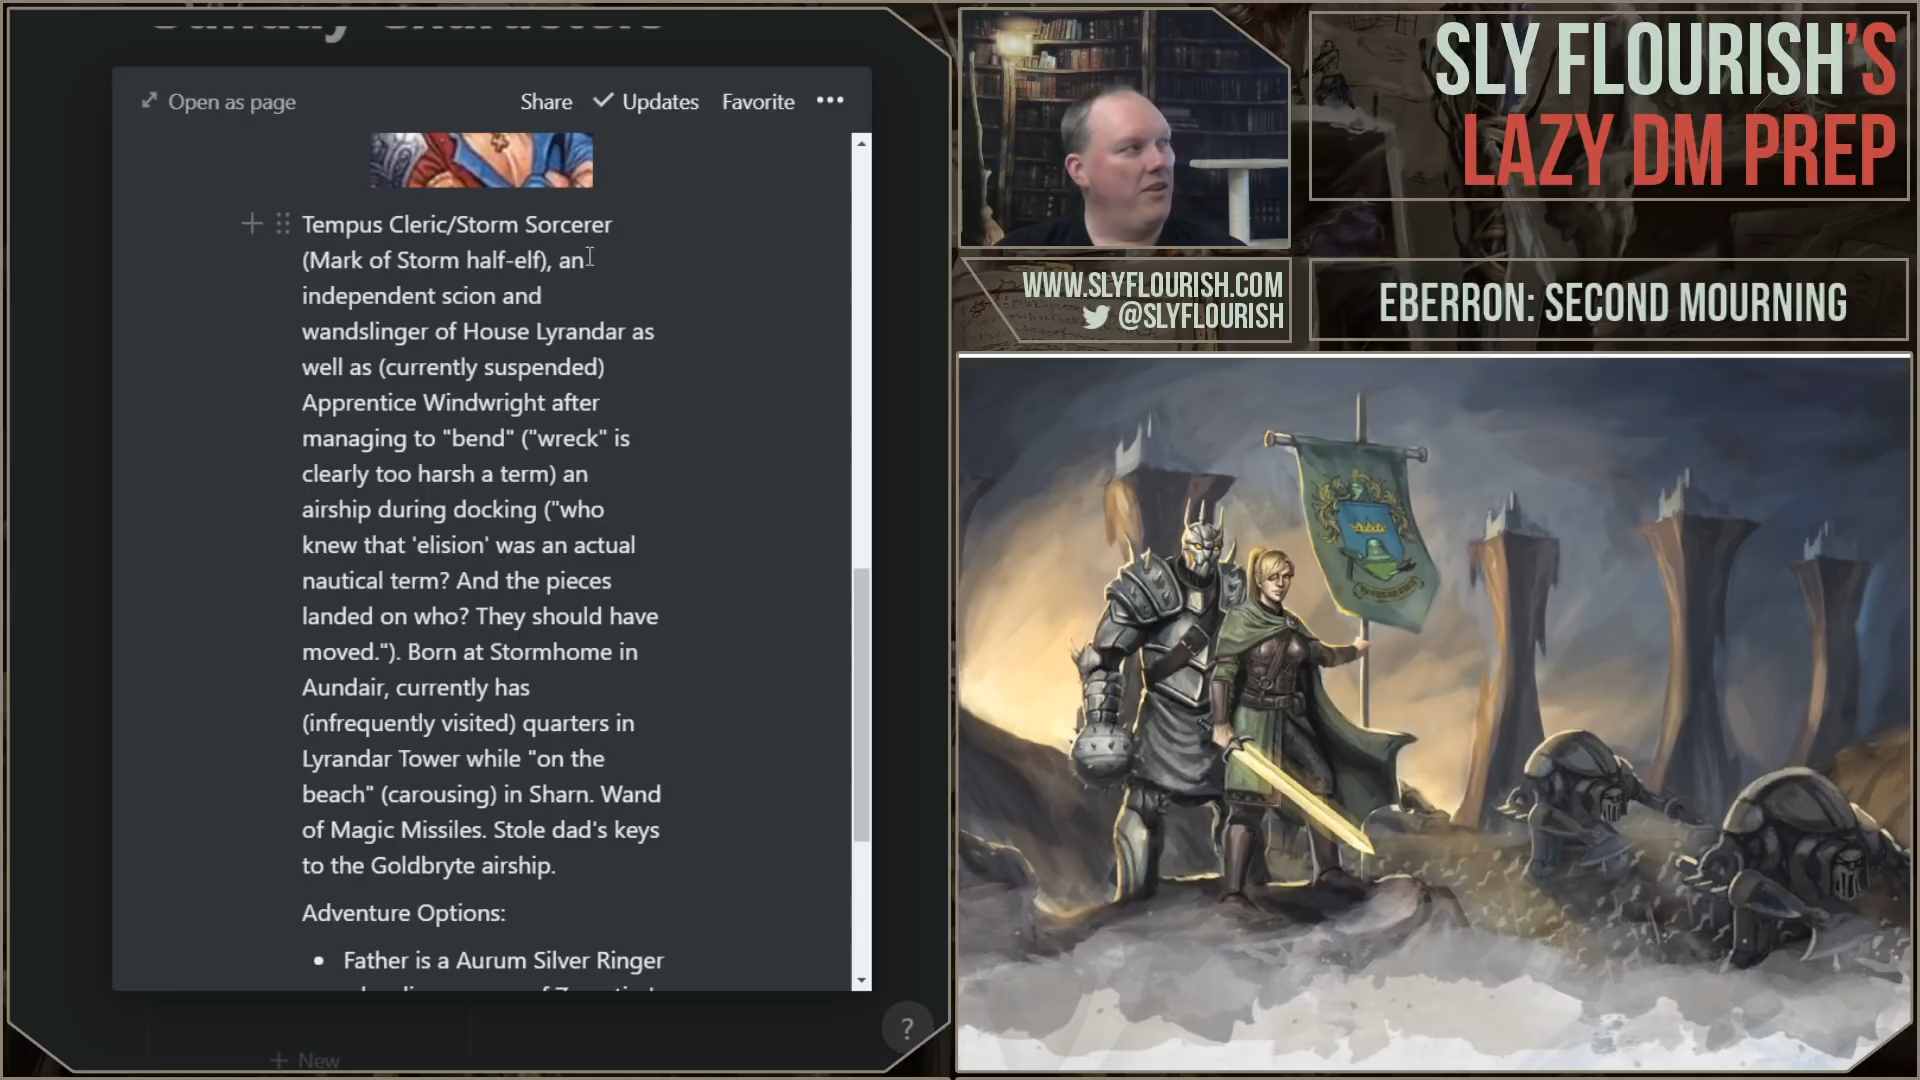 Sunday Characters
Open as page
Share
Updates
Favorite
Tempus Cleric/Storm Sorcerer
(Mark of Storm half-elf), an
independent scion and
wandslinger of House Lyrandar as
well as (currently suspended)
Apprentice Windwright after
managing to "bend" ("wreck" is
clearly too harsh a term) an
airship during docking ("who
knew that 'elision' was an actual
nautical term? And the pieces
landed on who? They should have
moved."). Born at Stormhome in
Aundair, currently has
(infrequently visited) quarters in
Lyrandar Tower while "on the
beach" (carousing) in Sharn. Wand
of Magic Missiles. Stole dad's keys
to the Goldbryte airship.
Adventure Options:
• Father is a Aurum Silver Ringer
?
+ New
WWW.SLYFLOURISH.COM
@SLYFLOURISH
SLY FLOURISH'S
LAZY DM PREP
EBERRON: SECOND MOURNING